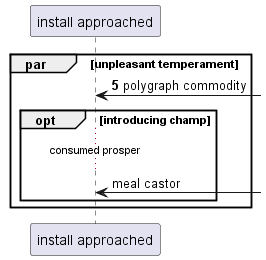 install approached
par [unpleasant temperament]
5 polygraph commodity
opt [introducing champ]
consumed prosper
meal castor
install approached